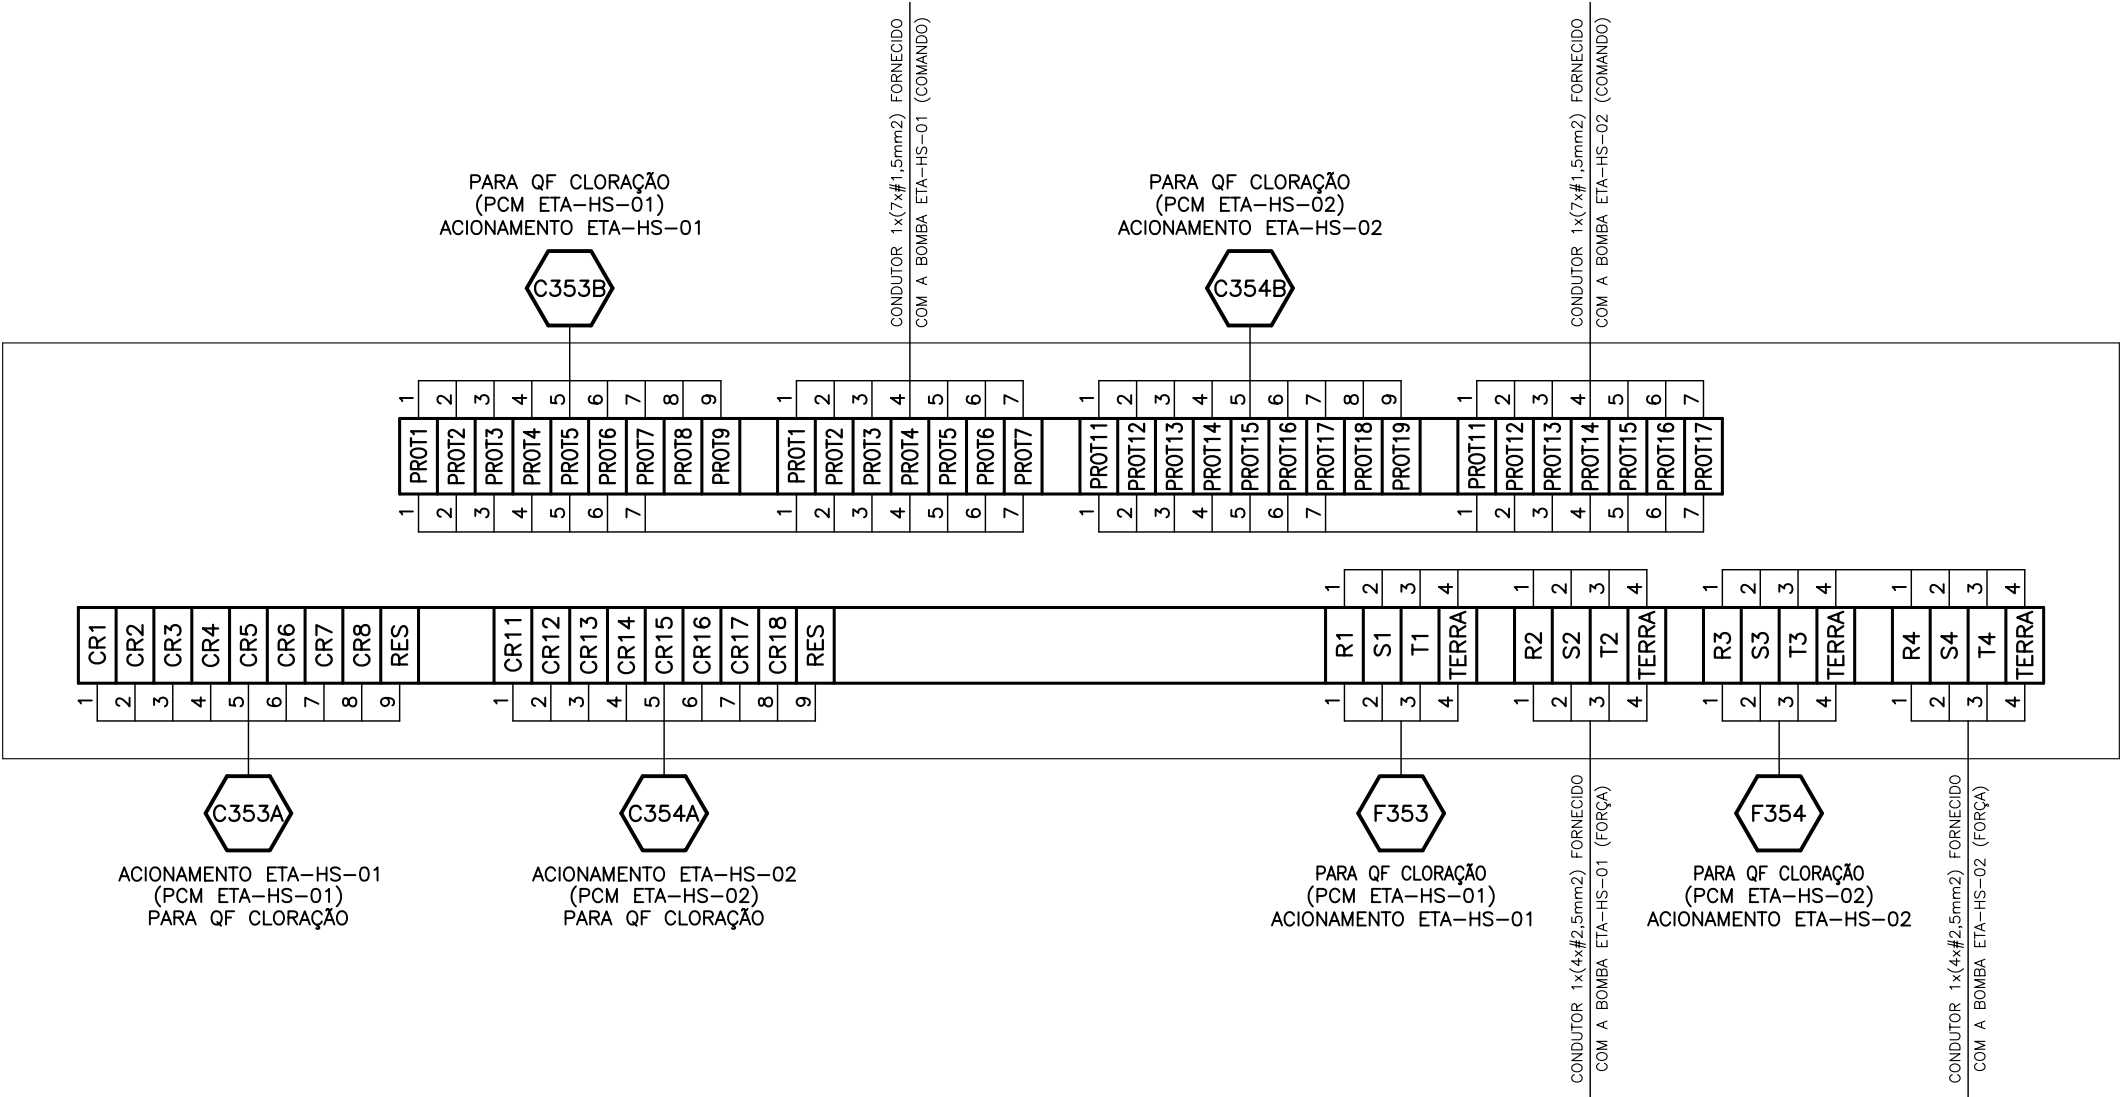 CONDUTOR 1x(7x#1,5mm2) FORNECIDO
COM A BOMBA ETA-HS-01 (COMANDO)
CONDUTOR 1x(7x#1,5mm2) FORNECIDO
COM A BOMBA ETA-HS-02 (COMANDO)
PARA QF CLORAÇÃO
(PCM ETA-HS-01)
ACIONAMENTO ETA-HS-01
C353B
PARA QF CLORAÇÃO
(PCM ETA-HS-02)
ACIONAMENTO ETA-HS-02
C354B
1 2 3 4 5 6 7 8 9 1 2 3 4 5 6 7 1 2 3 4 5 6 7 8 9 1 2 3 4 5 6 7
PROT1 PROT2 PROT3 PROT4 PROT5 PROT6 PROT7 PROT8 PROT9 PROT1 PROT2 PROT3 PROT4 PROT5 PROT6 PROT7 PROT11 PROT12 PROT13 PROT14 PROT15 PROT16 PROT17 PROT18 PROT19 PROT11 PROT12 PROT13 PROT14 PROT15 PROT16 PROT17
1 2 3 4 5 6 7 1 2 3 4 5 6 7 1 2 3 4 5 6 7 1 2 3 4 5 6 7
1 2 3 4 1 2 3 4 1 2 3 4 1 2 3 4
CR1 CR2 CR3 CR4 CR5 CR6 CR7 CR8 RES CR11 CR12 CR13 CR14 CR15 CR16 CR17 CR18 RES R1 S1 T1 TERRA R2 S2 T2 TERRA R3 S3 T3 TERRA R4 S4 T4 TERRA
1 2 3 4 5 6 7 8 9 1 2 3 4 5 6 7 8 9 1 2 3 4 1 2 3 4 1 2 3 4 1 2 3 4
C353A
ACIONAMENTO ETA-HS-01
(PCM ETA-HS-01)
PARA QF CLORAÇÃO
C354A
ACIONAMENTO ETA-HS-02
(PCM ETA-HS-02)
PARA QF CLORAÇÃO
F353
PARA QF CLORAÇÃO
(PCM ETA-HS-01)
ACIONAMENTO ETA-HS-01
CONDUTOR 1x(4x#2,5mm2) FORNECIDO
COM A BOMBA ETA-HS-01 (FORÇA)
F354
PARA QF CLORAÇÃO
(PCM ETA-HS-02)
ACIONAMENTO ETA-HS-02
CONDUTOR 1x(4x#2,5mm2) FORNECIDO
COM A BOMBA ETA-HS-02 (FORÇA)